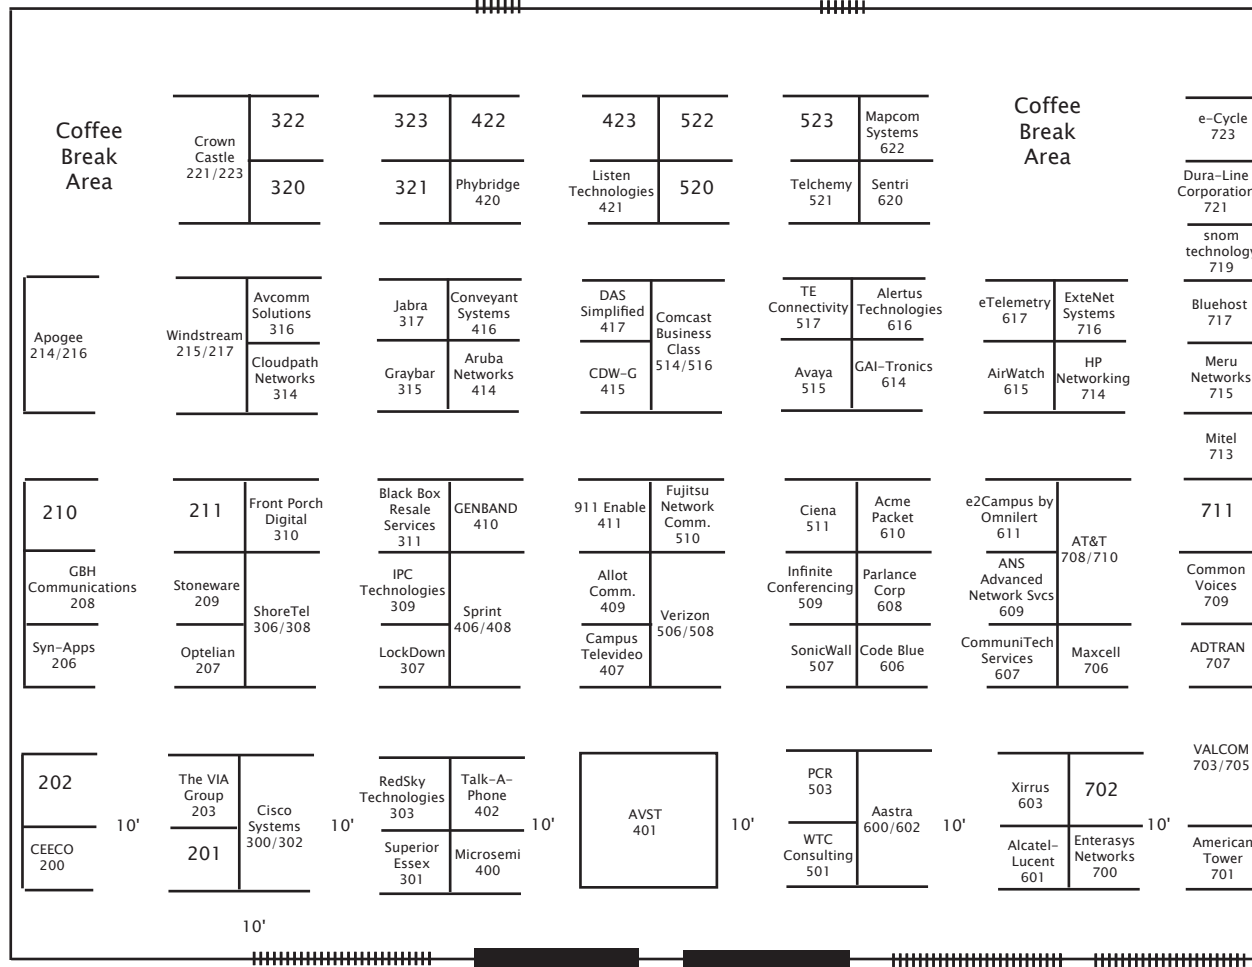 Coffee
Break
Area
Crown
Castle
221/223
322
320
323
422
321
Phybridge
420
423
522
Listen
Technologies
421
520
523
Mapcom
Systems
622
Telchemy
521
Sentri
620
Coffee
Break
Area
e-Cycle
723
Dura-Line
Corporation
721
snom
technology
719
Apogee
214/216
Windstream
215/217
Avcomm
Solutions
316
Cloudpath
Networks
314
Jabra
317
Conveyant
Systems
416
Graybar
315
Aruba
Networks
414
DAS
Simplified
417
CDW-G
415
Comcast
Business
Class
514/516
TE
Connectivity
517
Alertus
Technologies
616
Avaya
515
GAI-Tronics
614
eTelemetry
617
ExteNet
Systems
716
AirWatch
615
HP
Networking
714
Bluehost
717
Meru
Networks
715
Mitel
713
210
GBH
Communications
208
Syn-Apps
206
211
Front Porch
Digital
310
Stoneware
209
Optelian
207
ShoreTel
306/308
Black Box
Resale
Services
311
GENBAND
410
IPC
Technologies
309
LockDown
307
Sprint
406/408
911 Enable
411
Fujitsu
Network
Comm.
510
Allot
Comm.
409
Campus
Televideo
407
Verizon
506/508
Ciena
511
Acme
Packet
610
Infinite
Conferencing
509
Parlance
Corp
608
SonicWall
507
Code Blue
606
e2Campus by
Omnilert
611
ANS
Advanced
Network Svcs
609
AT&T
708/710
CommuniTech
Services
607
Maxcell
706
711
Common
Voices
709
ADTRAN
707
202
CEECO
200
10'
The VIA
Group
203
201
Cisco
Systems
300/302
10'
RedSky
Technologies
303
Talk-A-
Phone
402
Superior
Essex
301
Microsemi
400
10'
AVST
401
10'
PCR
503
WTC
Consulting
501
Aastra
600/602
10'
Xirrus
603
702
Alcatel-
Lucent
601
Enterasys
Networks
700
10'
VALCOM
703/705
American
Tower
701
10'